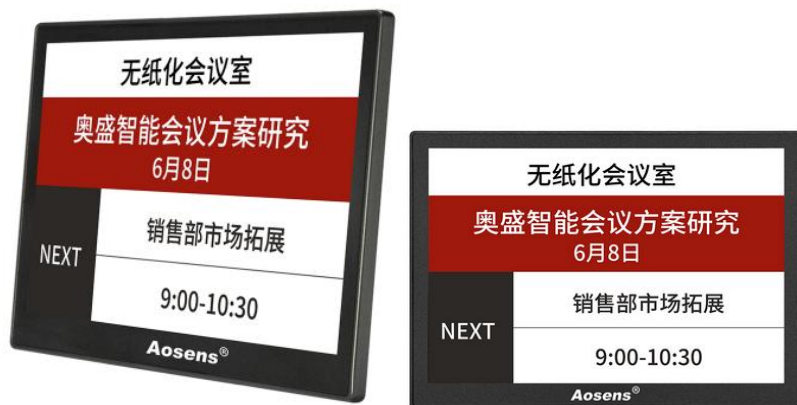 无纸化会议室
奥盛智能会议方案研究
6月8日
NEXT
销售部市场拓展
9:00-10:30
Aosens®
无纸化会议室
奥盛智能会议方案研究
6月8日
NEXT
销售部市场拓展
9:00-10:30
Aosens®